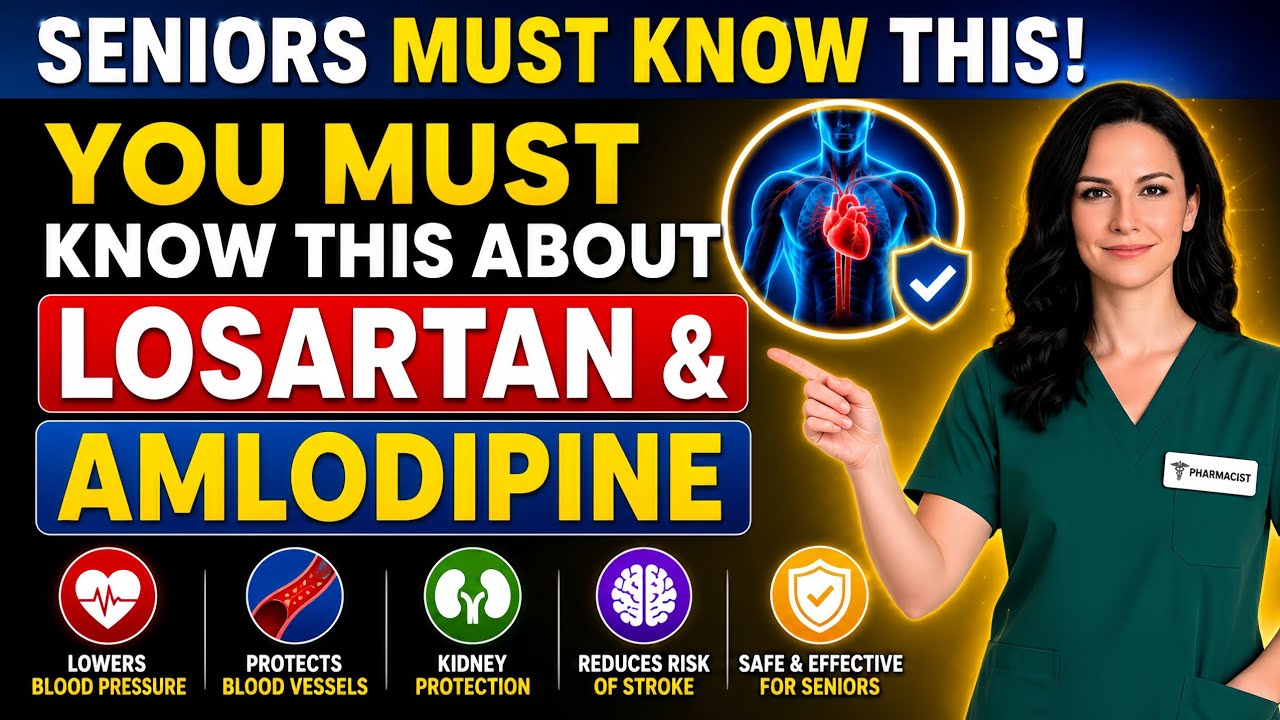 SENIORS MUST KNOW THIS!
YOU MUST
KNOW THIS ABOUT
LOSARTAN &
AMLODIPINE
PHARMACIST
LOWERS
BLOOD PRESSURE
PROTECTS
BLOOD VESSELS
KIDNEY
PROTECTION
REDUCES RISK
OF STROKE
SAFE & EFFECTIVE
FOR SENIORS